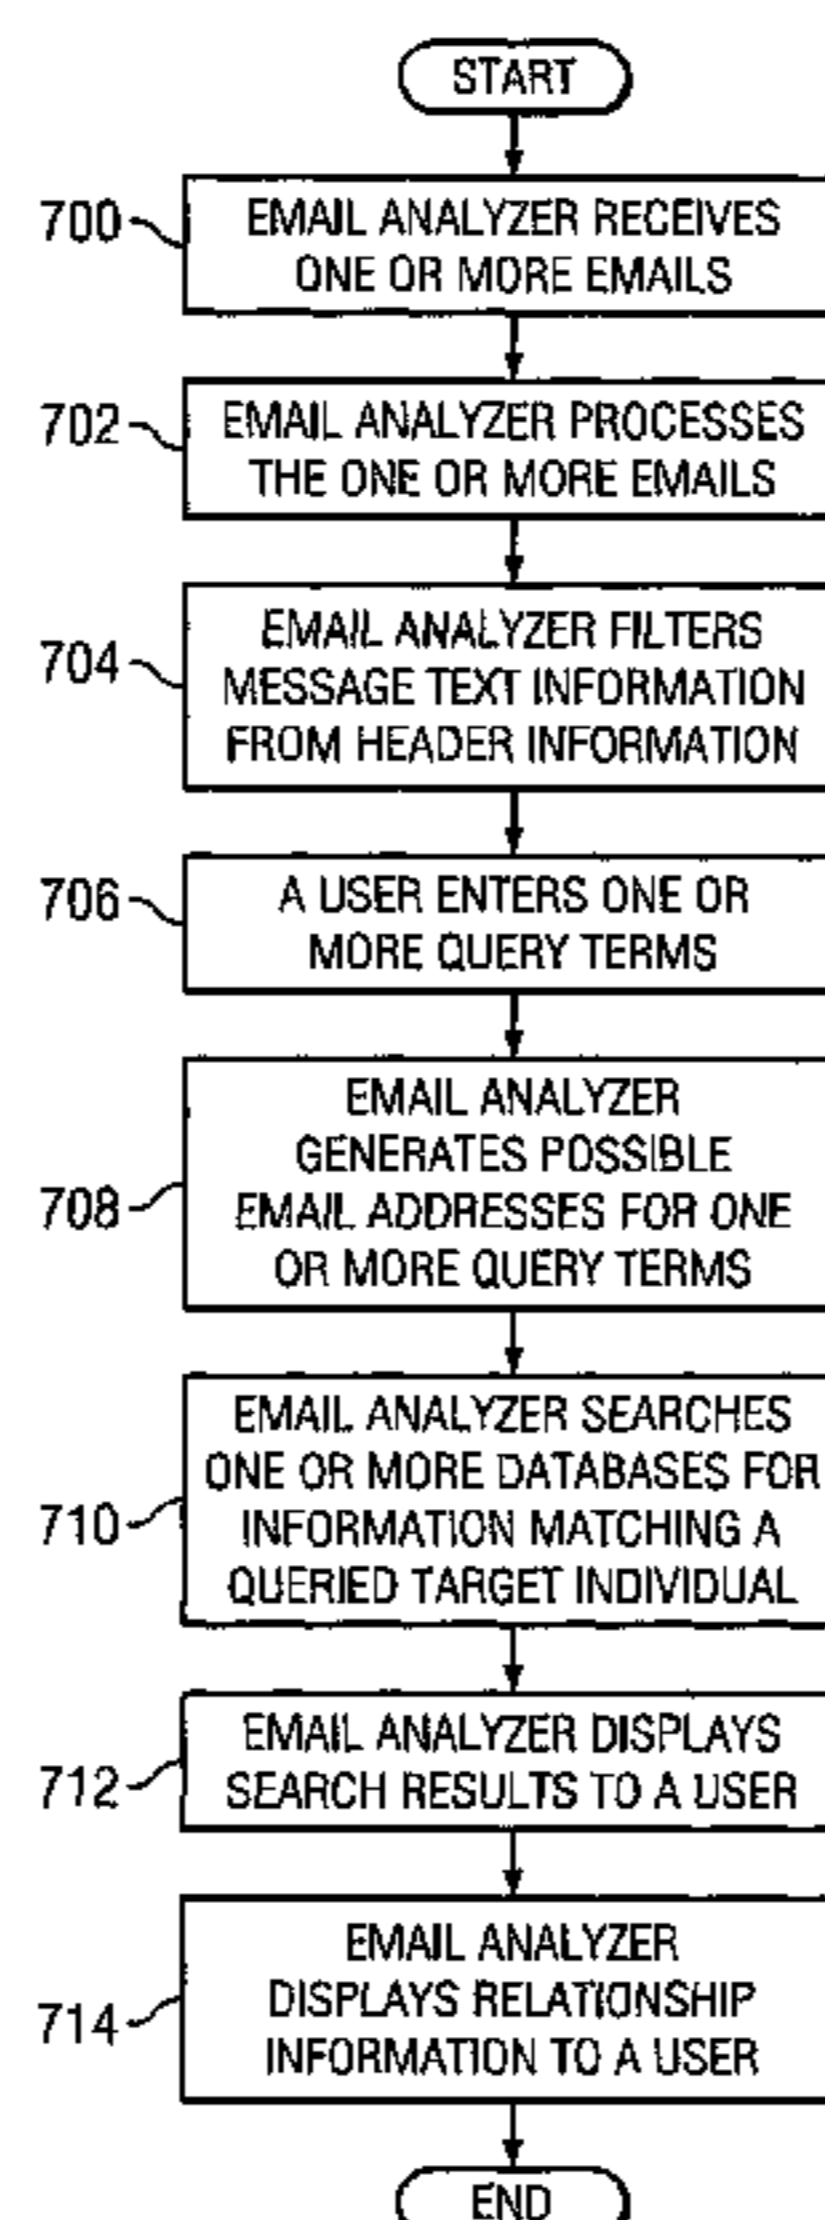 START
700
EMAIL ANALYZER RECEIVES
ONE OR MORE EMAILS
702
EMAIL ANALYZER PROCESSES
THE ONE OR MORE EMAILS
704
EMAIL ANALYZER FILTERS
MESSAGE TEXT INFORMATION
FROM HEADER INFORMATION
706
A USER ENTERS ONE OR
MORE QUERY TERMS
708
EMAIL ANALYZER
GENERATES POSSIBLE
EMAIL ADDRESSES FOR ONE
OR MORE QUERY TERMS
710
EMAIL ANALYZER SEARCHES
ONE OR MORE DATABASES FOR
INFORMATION MATCHING A
QUERIED TARGET INDIVIDUAL
712
EMAIL ANALYZER DISPLAYS
SEARCH RESULTS TO A USER
714
EMAIL ANALYZER
DISPLAYS RELATIONSHIP
INFORMATION TO A USER
END